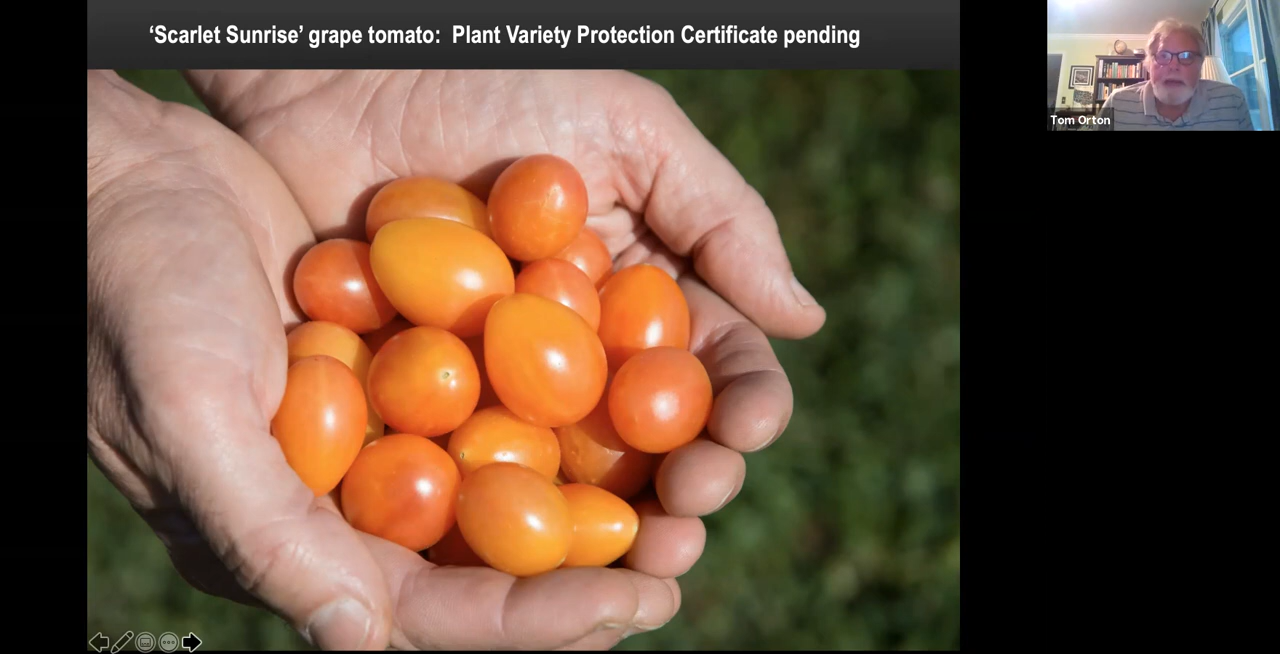 ‘Scarlet Sunrise’ grape tomato:  Plant Variety Protection Certificate pending
Tom Orton